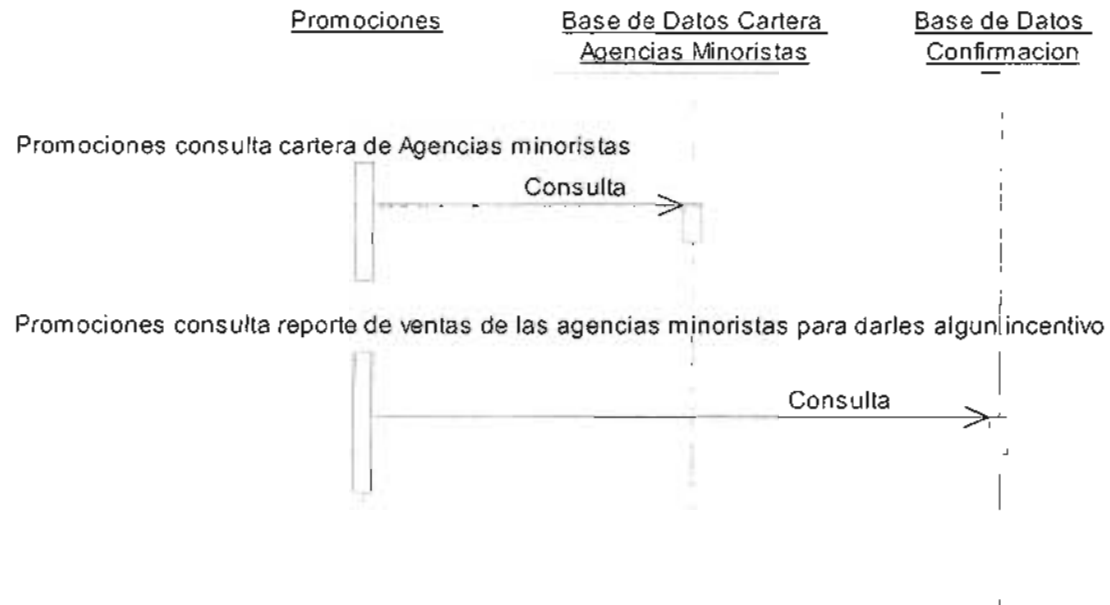 Promociones
Base de Datos Cartera
Agencias Minoristas
Base de Datos
Confirmacion
Promociones consulta cartera de Agencias minoristas
Consulta
Promociones consulta reporte de ventas de las agencias minoristas para darles algun incentivo
Consulta